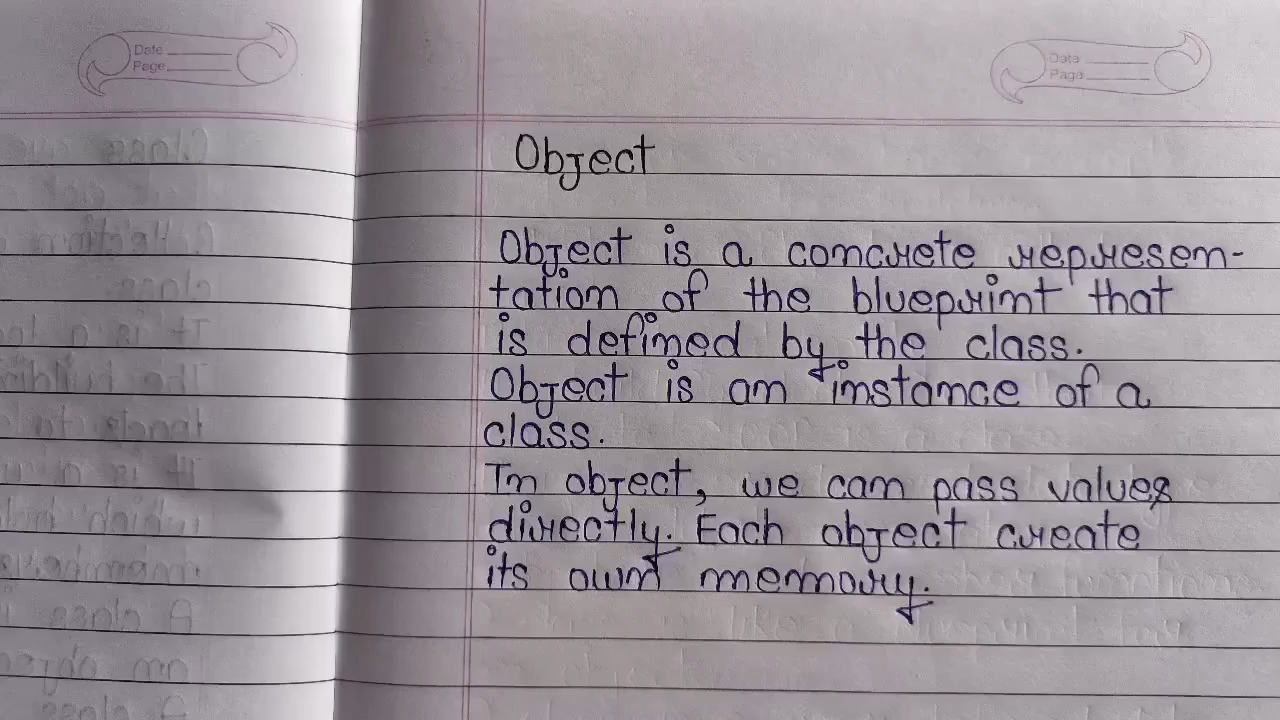 Date
Page
Date
Page
Object
Object is a concrete represen-
tation of the blueprint that
is defined by the class.
Object is an instance of a
class.
In object, we can pass values
directly. Each object create
its own memory.